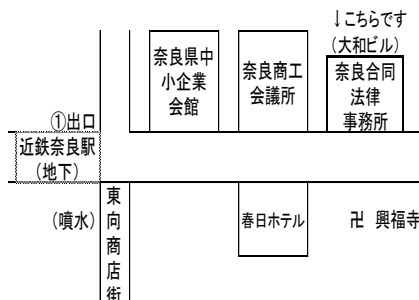 ↓こちらです
(大和ビル)
奈良県中
小企業
会館
奈良商工
会議所
奈良合同
法律
事務所
①出口
近鉄奈良駅
(地下)
(噴水)
東
向
商
店
街
春日ホテル
卍 興福寺